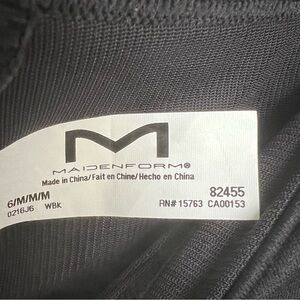 M
MAIDENFORM®
Made in China/Fait en Chine/Hecho en China
6/M/M/M 82455
0216J6 WBK RN# 15763 CA00153